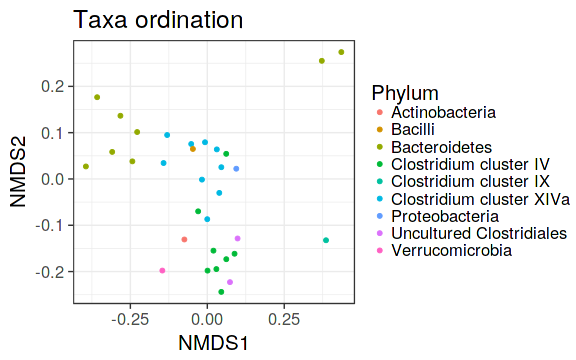 Taxa ordination
NMDS2
0.2
0.1
0.0
-0.1
-0.2
-0.25
0.00
0.25
NMDS1
Phylum
Actinobacteria
Bacilli
Bacteroidetes
Clostridium cluster IV
Clostridium cluster IX
Clostridium cluster XIVa
Proteobacteria
Uncultured Clostridiales
Verrucomicrobia